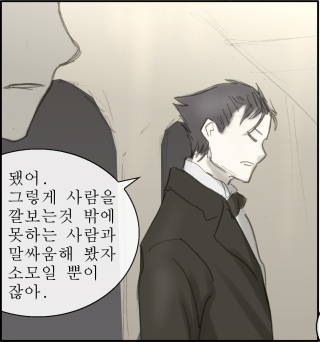 됐어.
그렇게 사람을
깔보는것 밖에
못하는 사람과
말싸움해 봤자
소모일 뿐이
잖아.